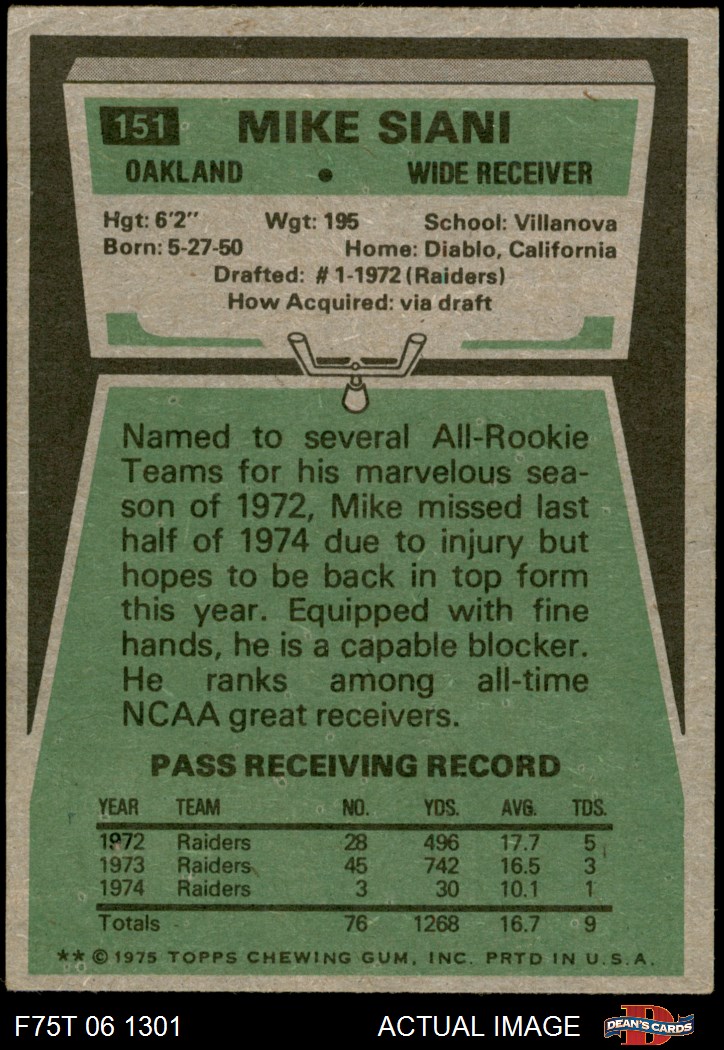 151 MIKE SIANI
OAKLAND • WIDE RECEIVER
Hgt: 6'2" Wgt: 195 School: Villanova
Born: 5-27-50 Home: Diablo, California
Drafted: #1-1972 (Raiders)
How Acquired: via draft
Named to several All-Rookie
Teams for his marvelous sea-
son of 1972, Mike missed last
half of 1974 due to injury but
hopes to be back in top form
this year. Equipped with fine
hands, he is a capable blocker.
He ranks among all-time
NCAA great receivers.
PASS RECEIVING RECORD
YEAR TEAM NO. YDS. AVG. TDS.
1972 Raiders 28 496 17.7 5
1973 Raiders 45 742 16.5 3
1974 Raiders 3 30 10.1 1
Totals 76 1268 16.7 9
** © 1975 TOPPS CHEWING GUM, INC. PRTD IN U.S.A.
F75T 06 1301 ACTUAL IMAGE D DEAN'S CARDS